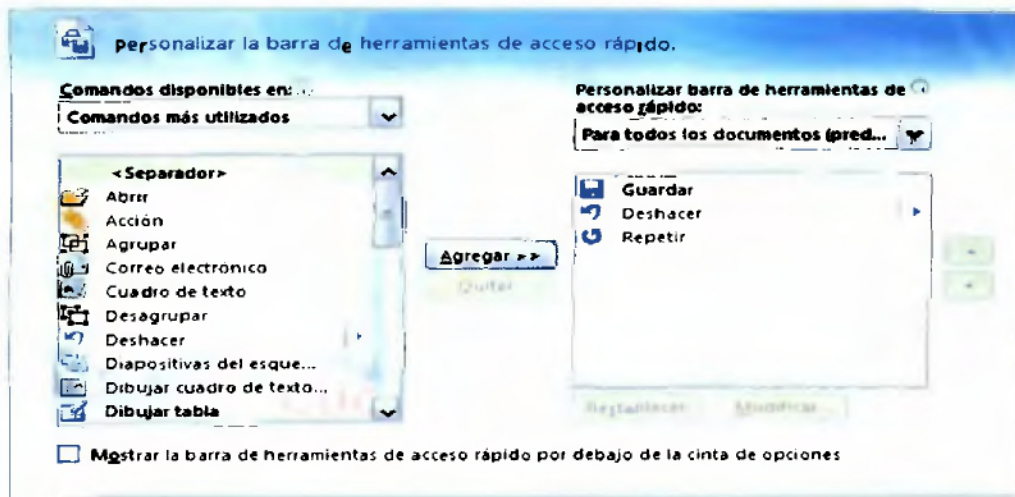 Personalizar la barra de herramientas de acceso rápido.
Comandos disponibles en:
Comandos más utilizados
<Separador>
Abrir
Acción
Agrupar
Correo electrónico
Cuadro de texto
Desagrupar
Deshacer
Diapositivas del esque...
Dibujar cuadro de texto...
Dibujar tabla
Agregar >>
Quitar
Personalizar barra de herramientas de
acceso rápido:
Para todos los documentos (pred...
Guardar
Deshacer
Repetir
Restablecer
Modificar...
Mostrar la barra de herramientas de acceso rápido por debajo de la cinta de opciones